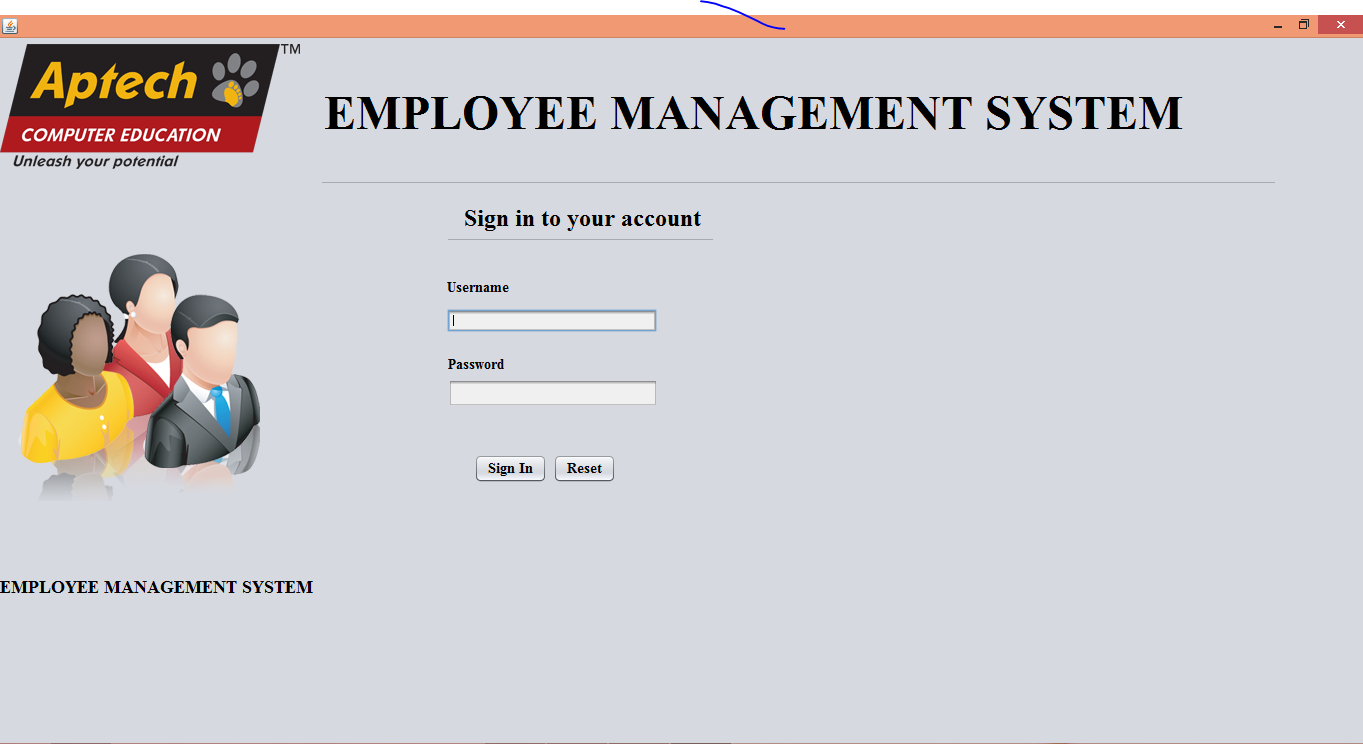 Aptech
TM
COMPUTER EDUCATION
Unleash your potential
EMPLOYEE MANAGEMENT SYSTEM
Sign in to your account
Username
Password
Sign In
Reset
EMPLOYEE MANAGEMENT SYSTEM